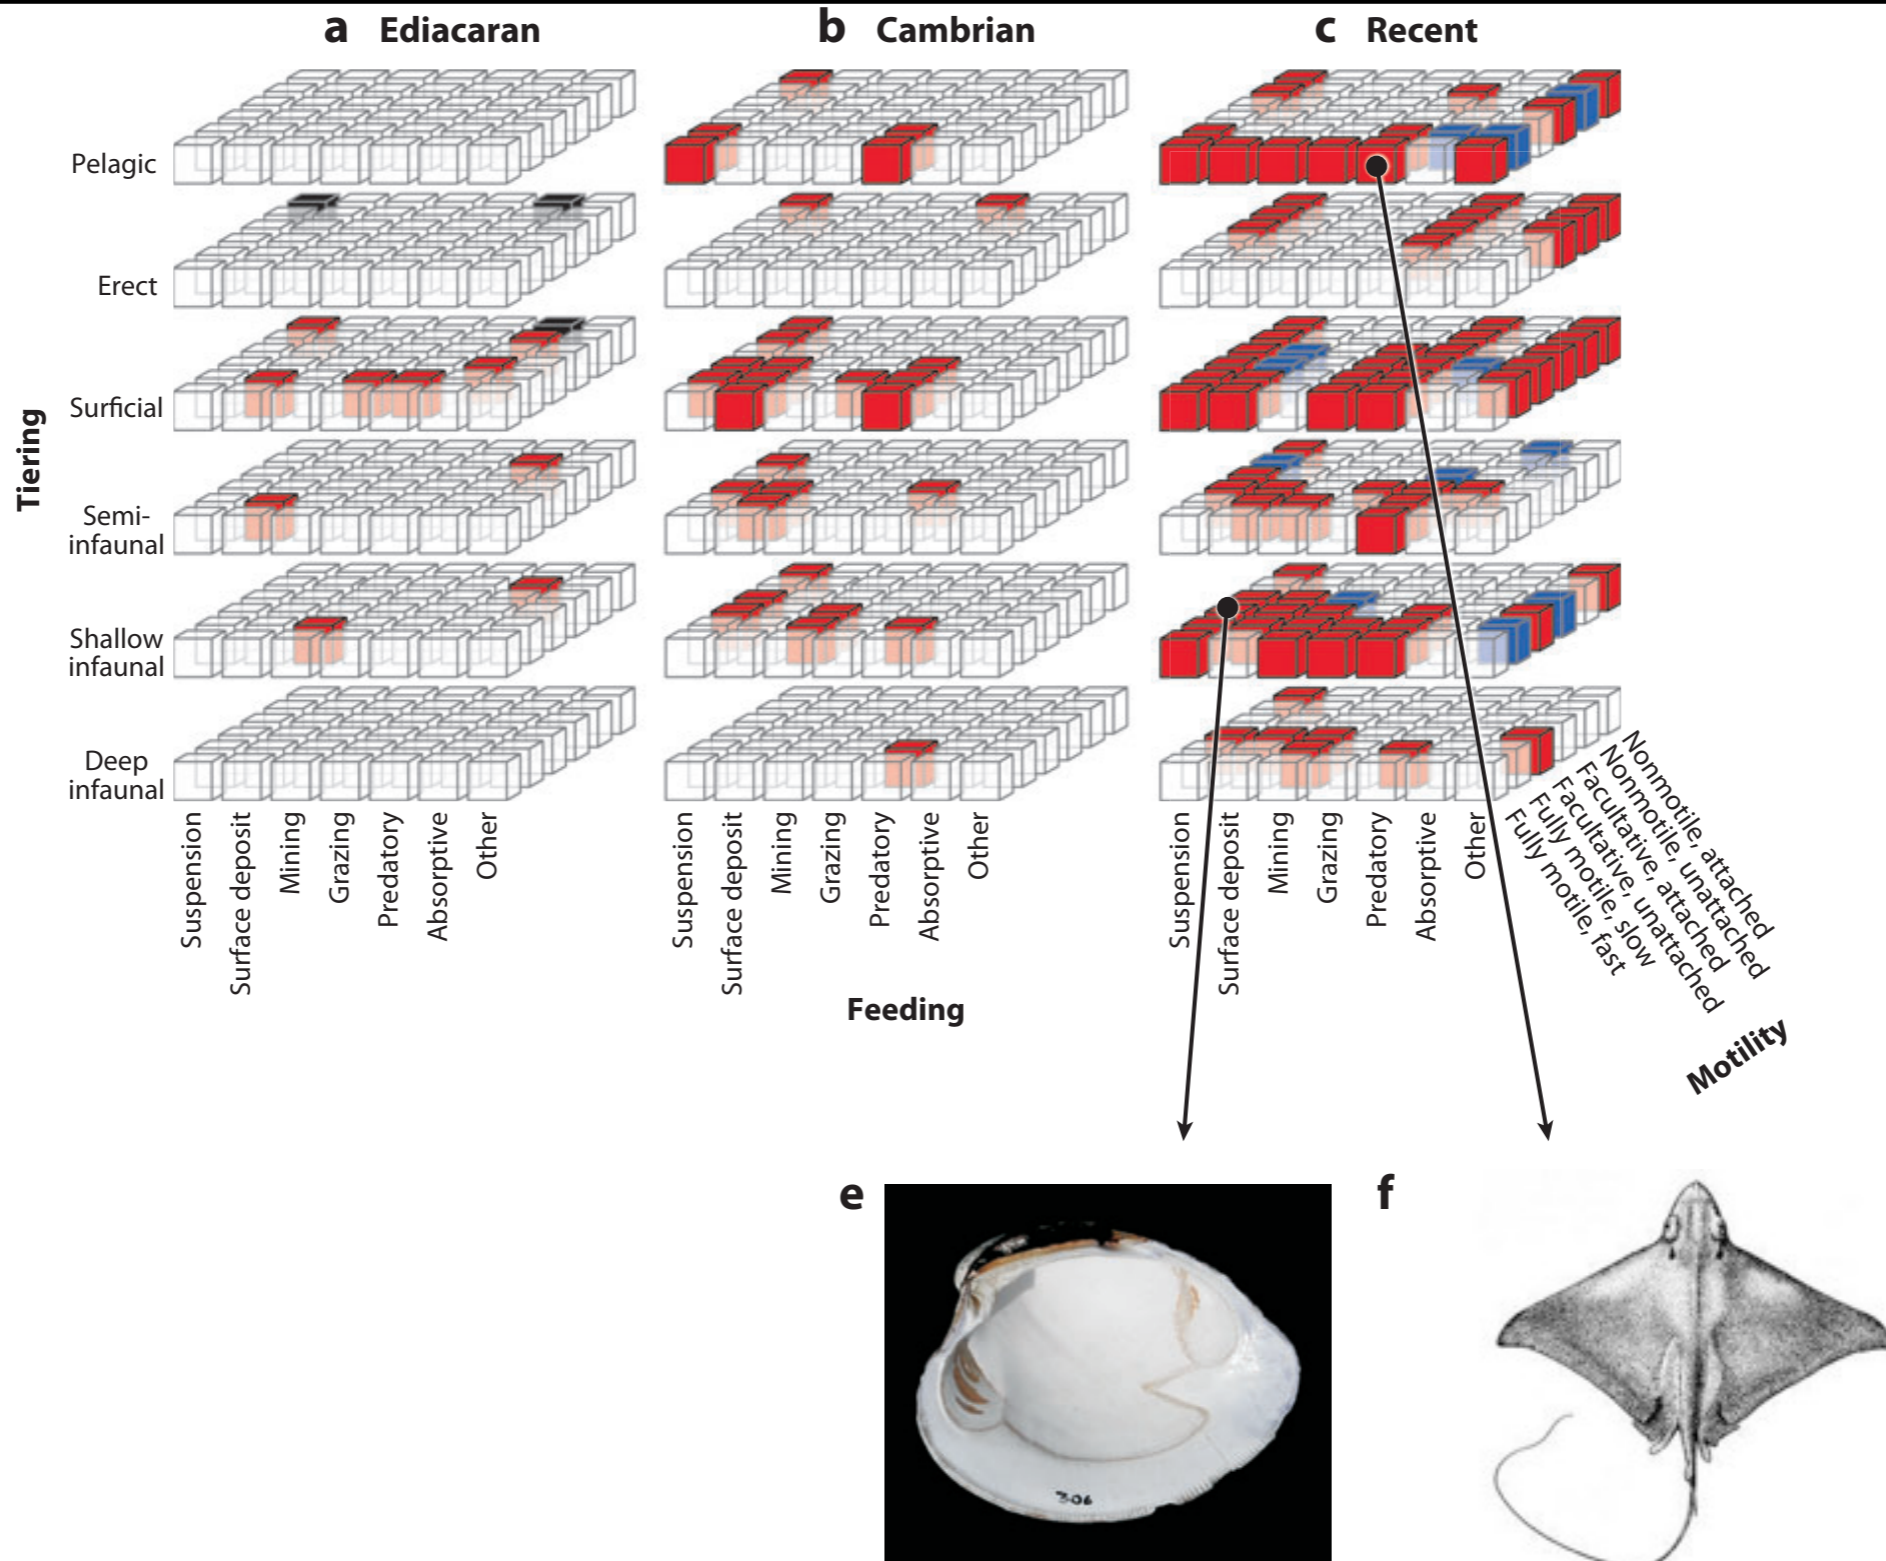 a Ediacaran
b Cambrian
c Recent
Tiering
Pelagic
Erect
Surficial
Semi-
infaunal
Shallow
infaunal
Deep
infaunal
Suspension
Surface deposit
Mining
Grazing
Predatory
Absorptive
Other
Suspension
Surface deposit
Mining
Grazing
Predatory
Absorptive
Other
Suspension
Surface deposit
Mining
Grazing
Predatory
Absorptive
Other
Nonmotile, attached
Nonmotile, unattached
Facultative, attached
Facultative, unattached
Fully motile, slow
Fully motile, fast
Feeding
Motility
e
f
306